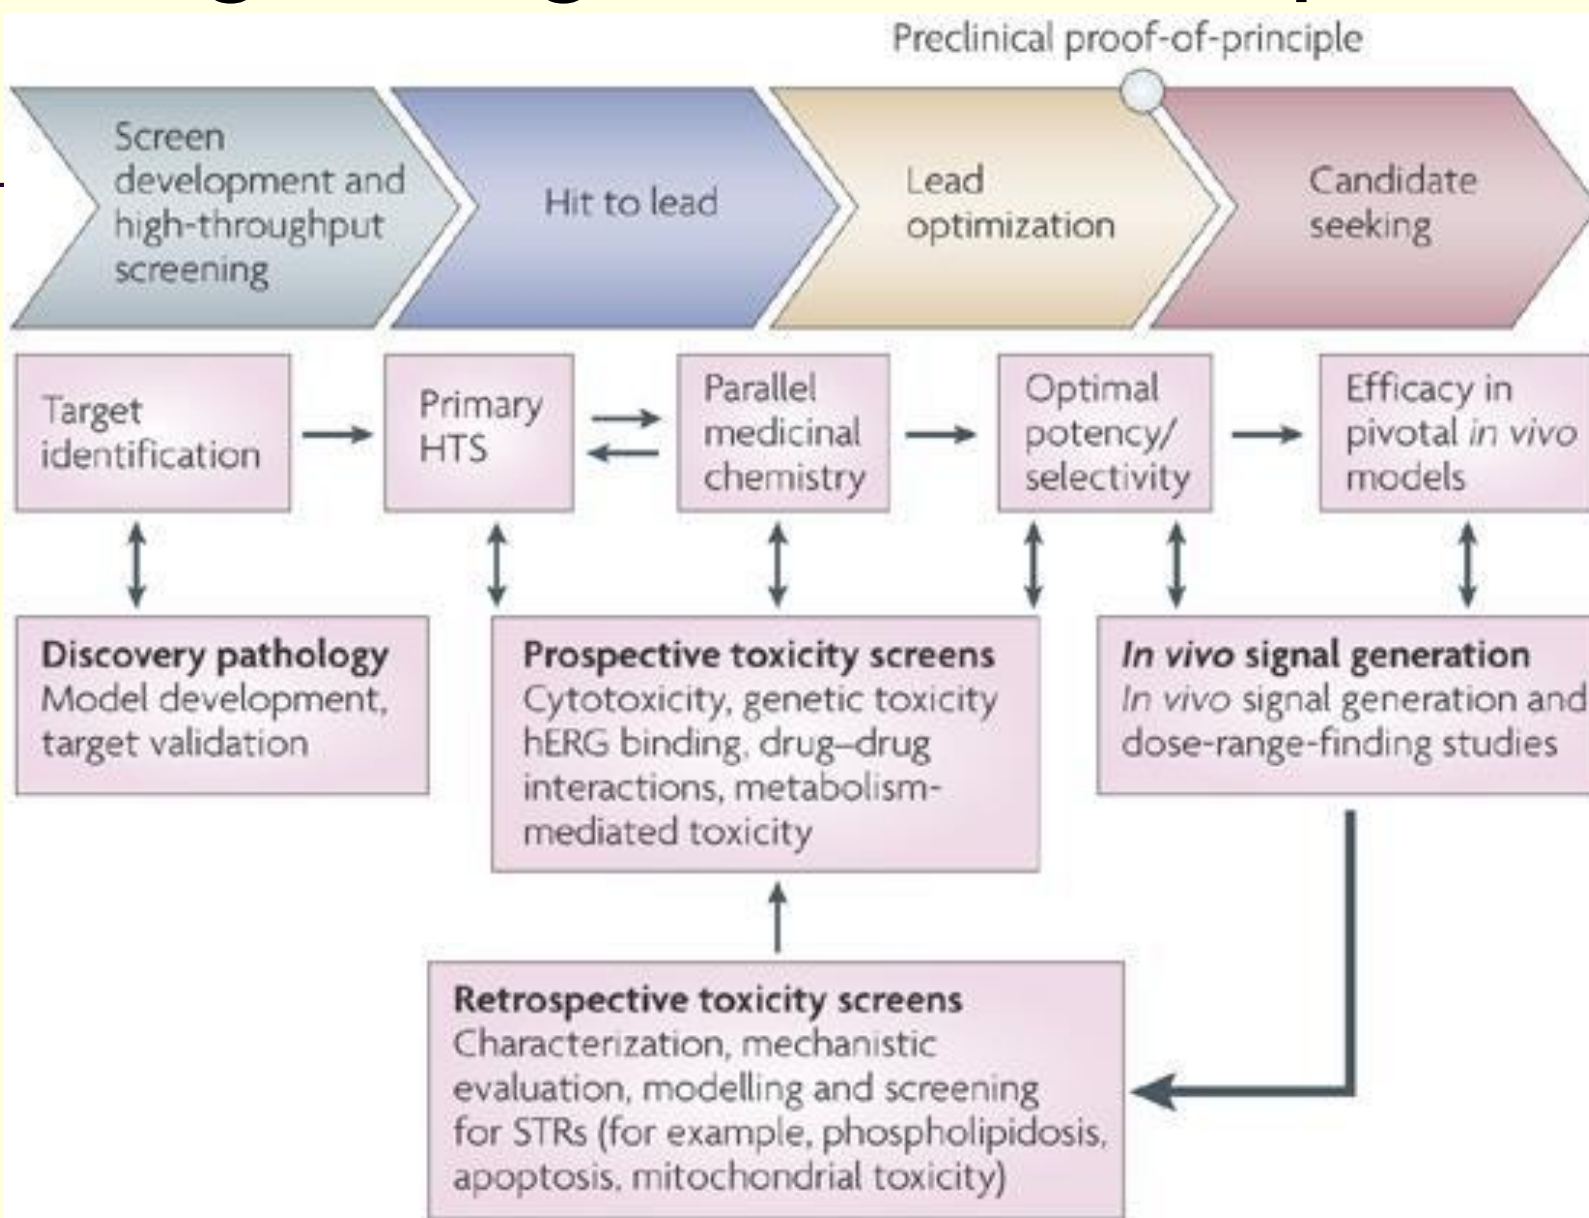 Preclinical proof-of-principle
Screen
development and
high-throughput
screening
Hit to lead
Lead
optimization
Candidate
seeking
Target
identification
Primary
HTS
Parallel
medicinal
chemistry
Optimal
potency/
selectivity
Efficacy in
pivotal in vivo
models
Discovery pathology
Model development,
target validation
Prospective toxicity screens
Cytotoxicity, genetic toxicity
hERG binding, drug–drug
interactions, metabolism-
mediated toxicity
In vivo signal generation
In vivo signal generation and
dose-range-finding studies
Retrospective toxicity screens
Characterization, mechanistic
evaluation, modelling and screening
for STRs (for example, phospholipidosis,
apoptosis, mitochondrial toxicity)